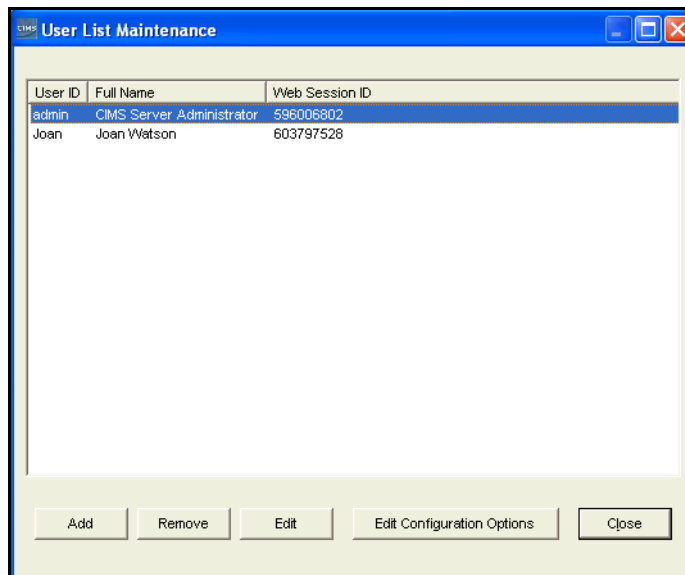 CIMS User List Maintenance
User ID Full Name Web Session ID
admin CIMS Server Administrator 596006802
Joan Joan Watson 603797528
Add Remove Edit Edit Configuration Options Close